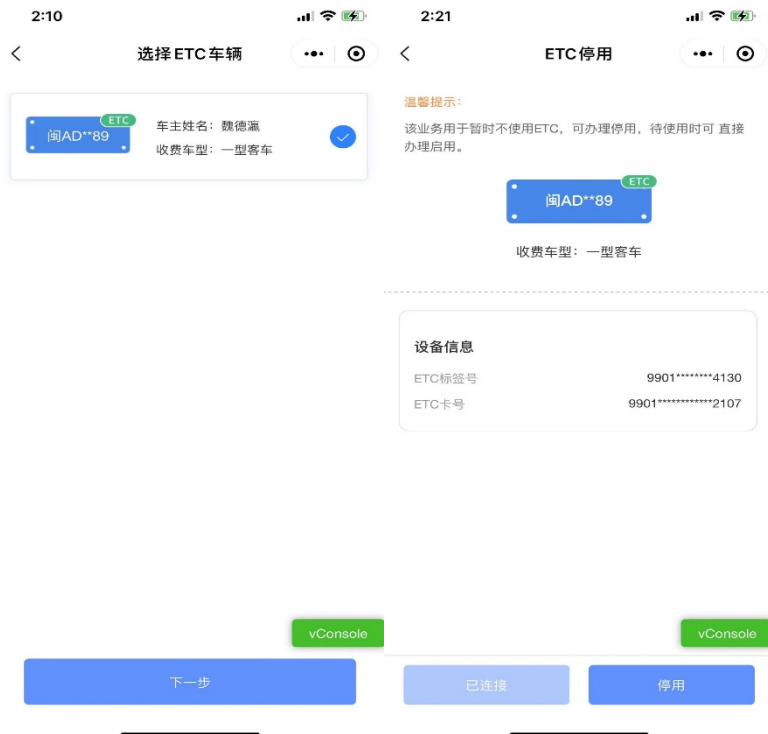 2:10
选择ETC车辆
ETC
闽AD**89
车主姓名：魏德瀛
收费车型：一型客车
vConsole
下一步
2:21
ETC停用
温馨提示：
该业务用于暂时不使用ETC，可办理停用，待使用时可 直接
办理启用。
ETC
闽AD**89
收费车型：一型客车
设备信息
ETC标签号 9901********4130
ETC卡号 9901************2107
vConsole
已连接
停用